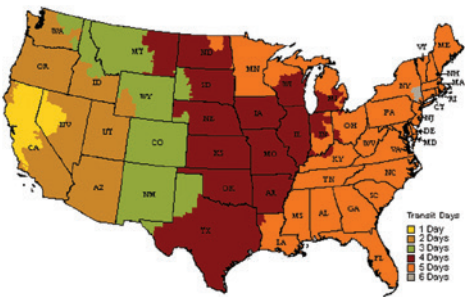 WA
MT
ND
MN
VT
ME
OR
ID
SD
WI
MI
NY
NH
MA
WY
RI
CT
NV
NE
IA
PA
NJ
OH
UT
IL
DE
CA
CO
WV
MD
KS
MO
KY
VA
TN
NC
AZ
NM
OK
AR
SC
MS
AL
GA
TX
LA
FL
Transit Days
1 Day
2 Days
3 Days
4 Days
5 Days
6 Days